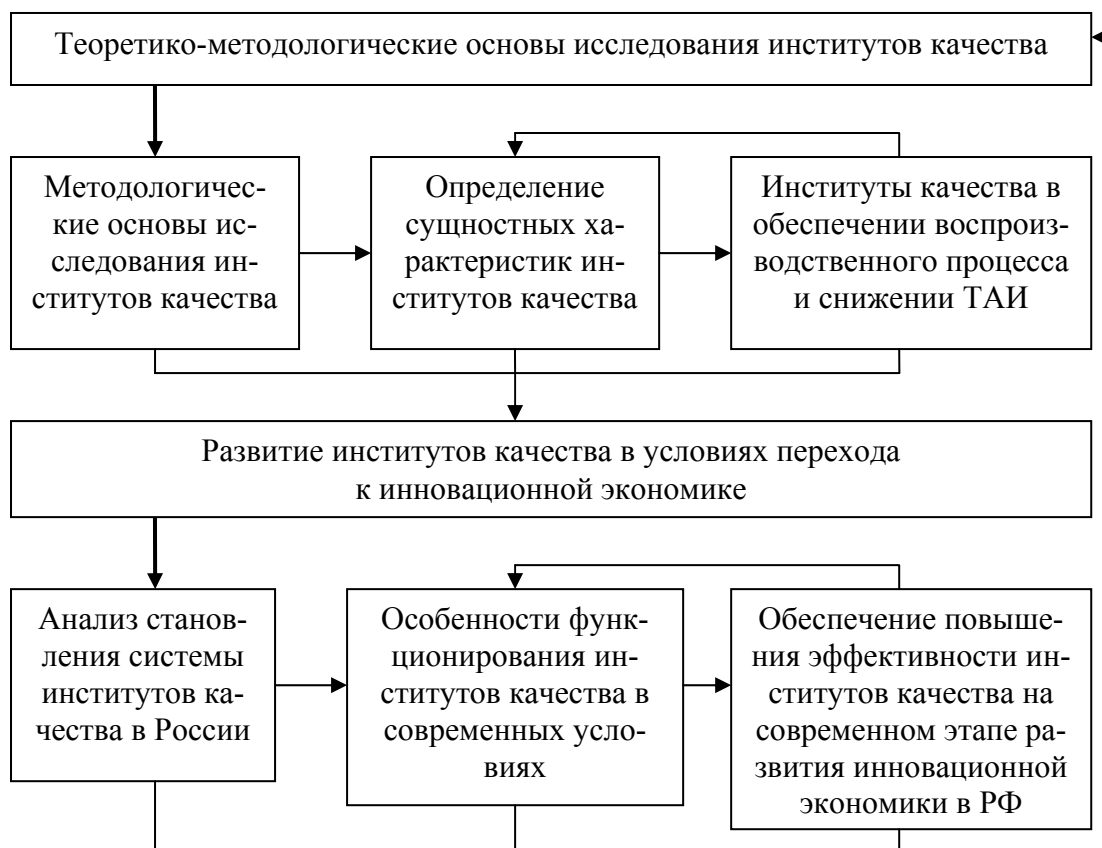 Теоретико-методологические основы исследования институтов качества
Методологичес-
кие основы ис-
следования ин-
ститутов качества
Определение
сущностных ха-
рактеристик ин-
ститутов качества
Институты качества в
обеспечении воспроиз-
водственного процесса
и снижении ТАИ
Развитие институтов качества в условиях перехода
к инновационной экономике
Анализ станов-
ления системы
институтов ка-
чества в России
Особенности функ-
ционирования ин-
ститутов качества в
современных усло-
виях
Обеспечение повыше-
ния эффективности ин-
ститутов качества на
современном этапе ра-
звития инновационной
экономики в РФ